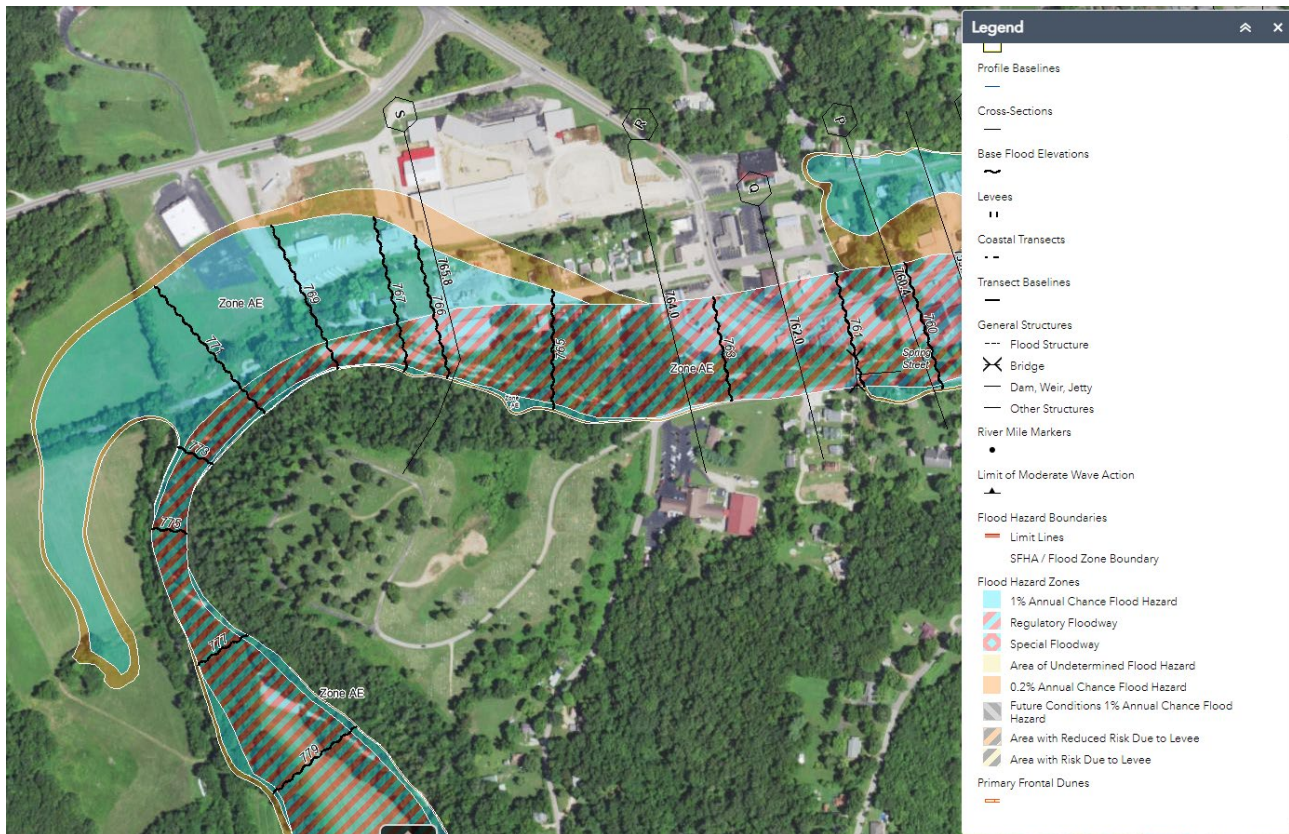 Legend
Profile Baselines
Cross-Sections
Base Flood Elevations
Levees
Coastal Transects
Transect Baselines
General Structures
Flood Structure
Bridge
Dam, Weir, Jetty
Other Structures
River Mile Markers
Limit of Moderate Wave Action
Flood Hazard Boundaries
Limit Lines
SFHA / Flood Zone Boundary
Flood Hazard Zones
1% Annual Chance Flood Hazard
Regulatory Floodway
Special Floodway
Area of Undetermined Flood Hazard
0.2% Annual Chance Flood Hazard
Future Conditions 1% Annual Chance Flood
Hazard
Area with Reduced Risk Due to Levee
Area with Risk Due to Levee
Primary Frontal Dunes
S
R
P
Q
765.8
764.0
762.0
760.4
Zone AE
771
769
767
766
765
763
761
760
Zone AE
Spring
Street
773
775
777
Zone AE
779